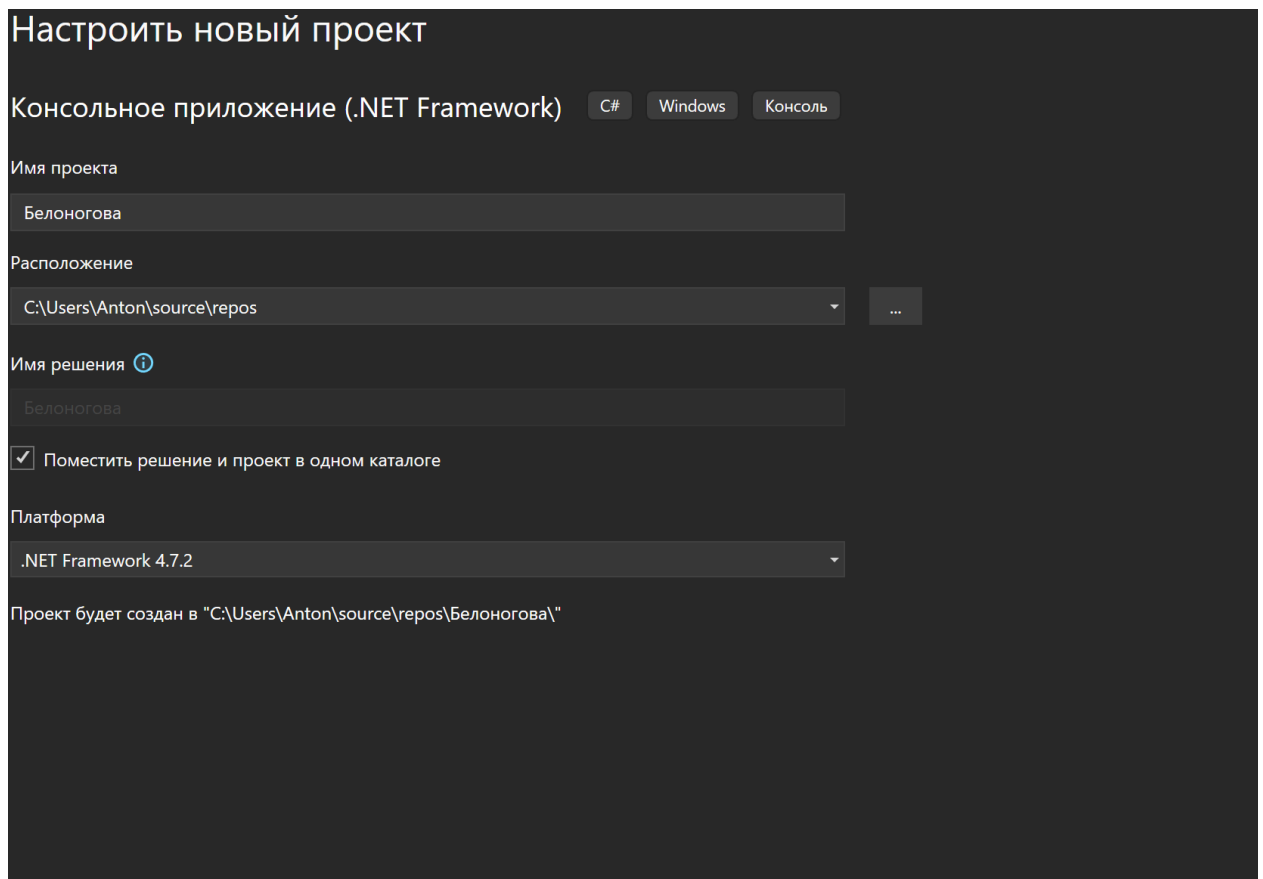 Настроить новый проект
Консольное приложение (.NET Framework) C# Windows Консоль
Имя проекта
Белоногова
Расположение
C:\Users\Anton\source\repos
...
Имя решения
Белоногова
Поместить решение и проект в одном каталоге
Платформа
.NET Framework 4.7.2
Проект будет создан в "C:\Users\Anton\source\repos\Белоногова\"